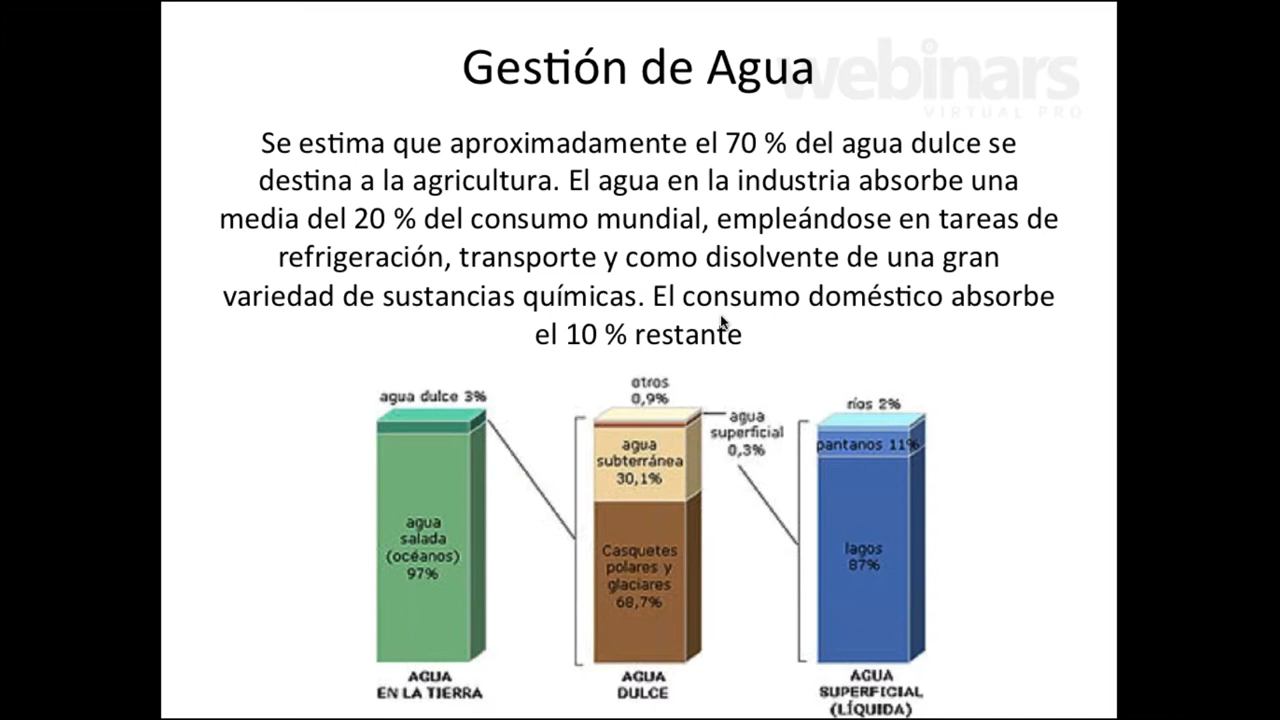 Gestión de Agua
webinars
VIRTUAL PRO
Se estima que aproximadamente el 70 % del agua dulce se
destina a la agricultura. El agua en la industria absorbe una
media del 20 % del consumo mundial, empleándose en tareas de
refrigeración, transporte y como disolvente de una gran
variedad de sustancias químicas. El consumo doméstico absorbe
el 10 % restante
agua dulce 3%
agua
salada
(océanos)
97%
AGUA
EN LA TIERRA
otros
0,9%
agua
superficial
0,3%
agua
subterránea
30,1%
Casquetes
polares y
glaciares
68,7%
AGUA
DULCE
ríos 2%
pantanos 11%
lagos
87%
AGUA
SUPERFICIAL
(LÍQUIDA)